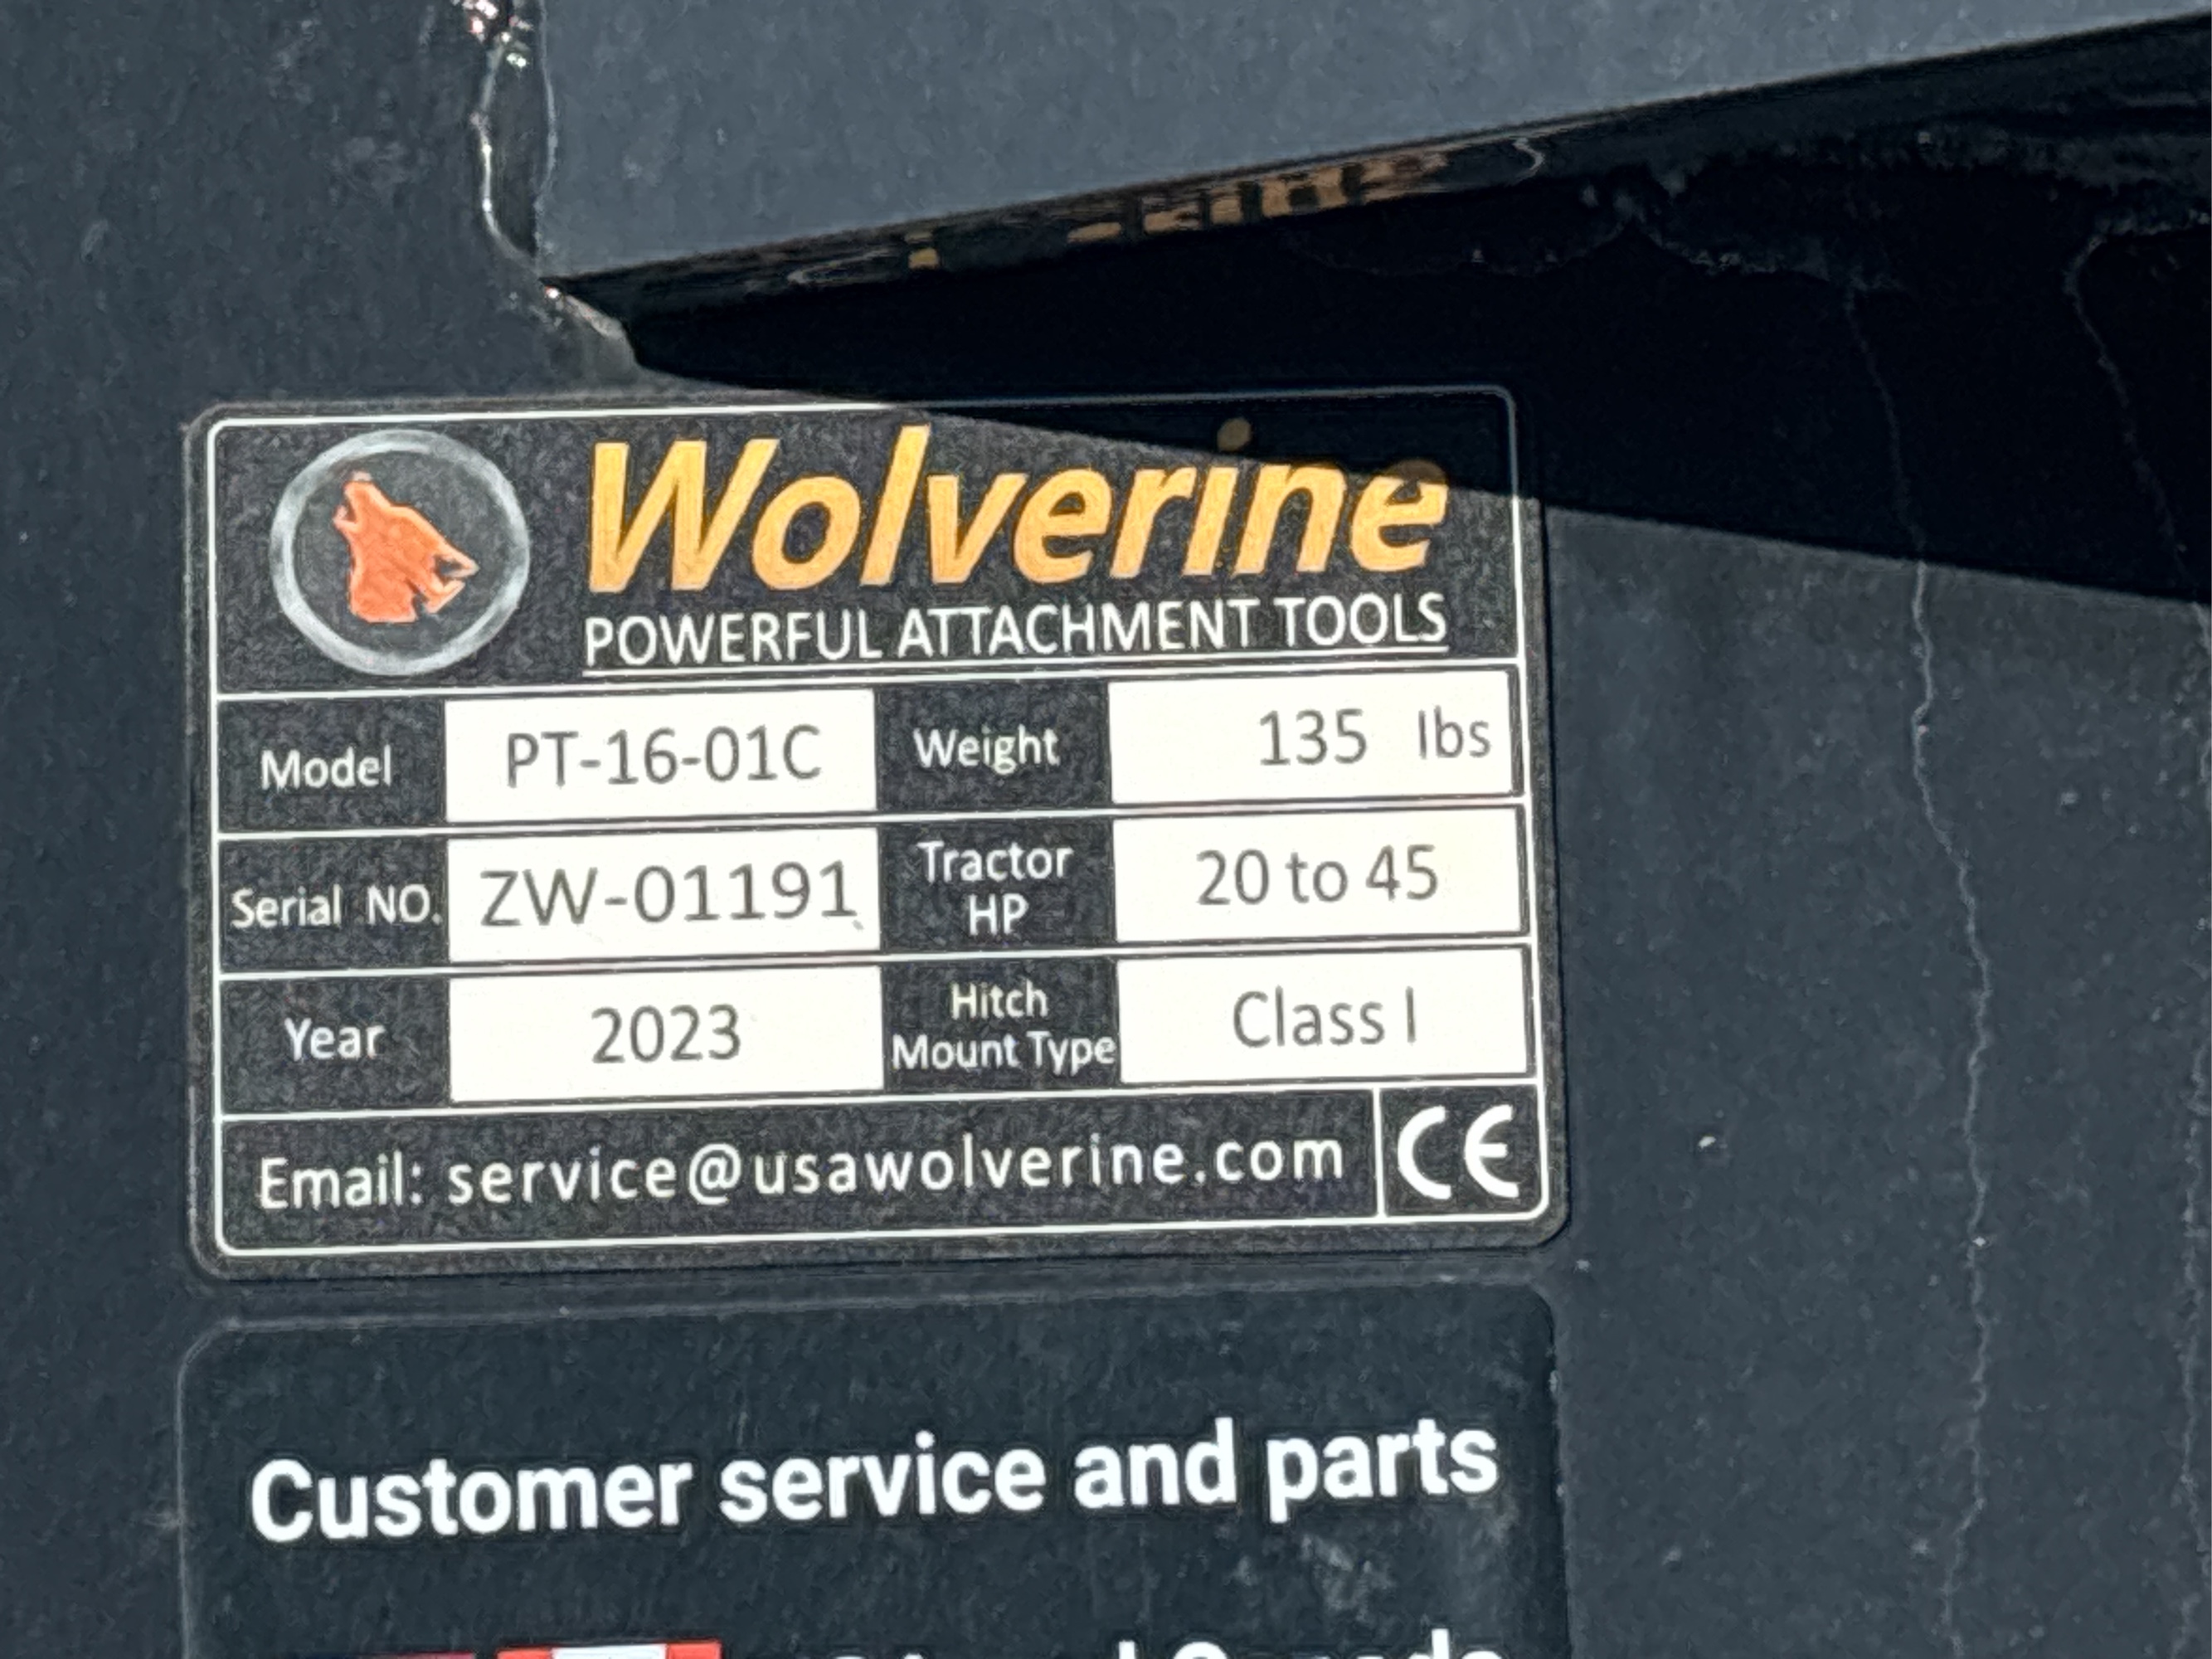 Wolverine
POWERFUL ATTACHMENT TOOLS
Model PT-16-01C Weight 135 lbs
Serial NO. ZW-01191 Tractor HP 20 to 45
Year 2023 Hitch Mount Type Class I
Email: service@usawolverine.com CE
Customer service and parts